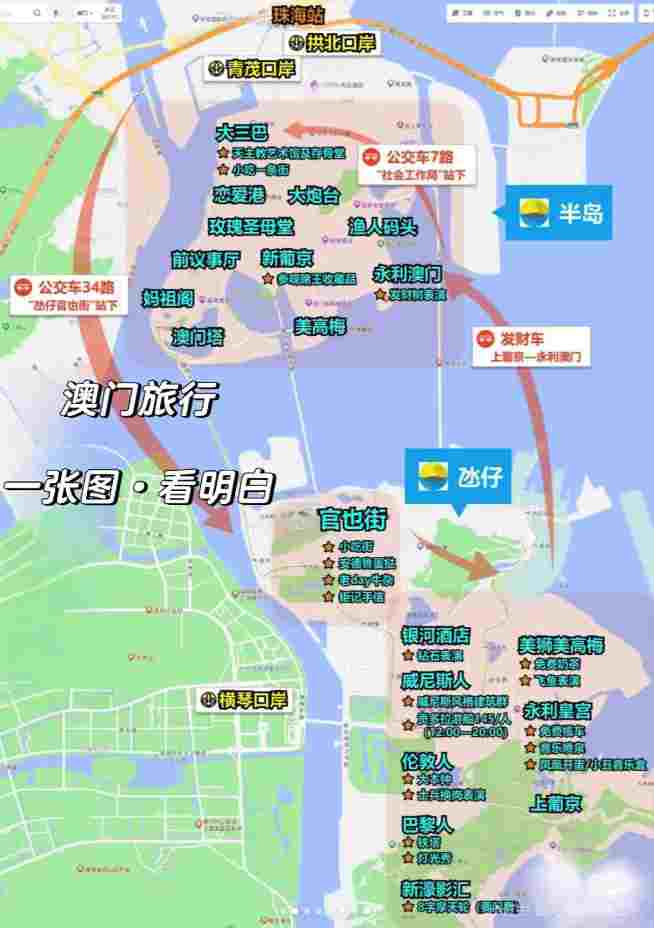 珠海站
拱北口岸
青茂口岸
大三巴
天主教艺术馆及存骨堂
小吃一条街
公交车7路
"社会工作局"站下
恋爱港
大炮台
半岛
玫瑰圣母堂
渔人码头
前议事厅
新葡京
参观赌王收藏品
永利澳门
发财树表演
公交车34路
"氹仔官也街"站下
妈祖阁
澳门塔
美高梅
发财车
上葡京—永利澳门
澳门旅行
一张图·看明白
氹仔
官也街
小吃街
安德鲁蛋挞
老day牛杂
钜记手信
银河酒店
钻石表演
美狮美高梅
免费奶茶
飞鱼表演
威尼斯人
威尼斯风格建筑群
贡多拉游船145/人
(12:00—20:00)
横琴口岸
永利皇宫
免费缆车
音乐喷泉
凤凰开蛋/小丑音乐盒
伦敦人
大本钟
士兵换岗表演
上葡京
巴黎人
铁塔
灯光秀
新濠影汇
8字摩天轮